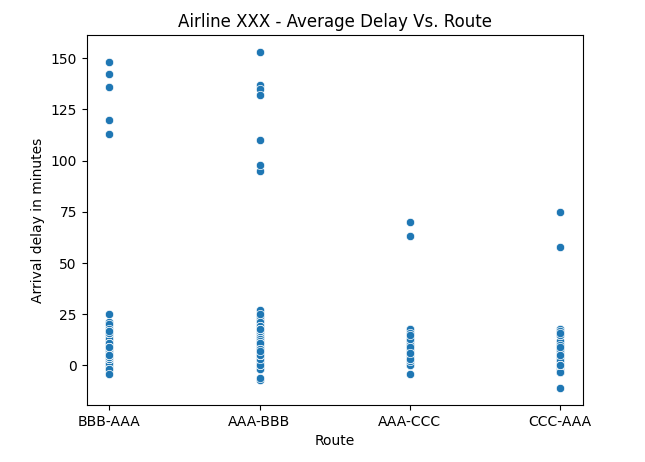 Airline XXX - Average Delay Vs. Route
150
125
100
75
50
25
0
Arrival delay in minutes
BBB-AAA AAA-BBB AAA-CCC CCC-AAA
Route